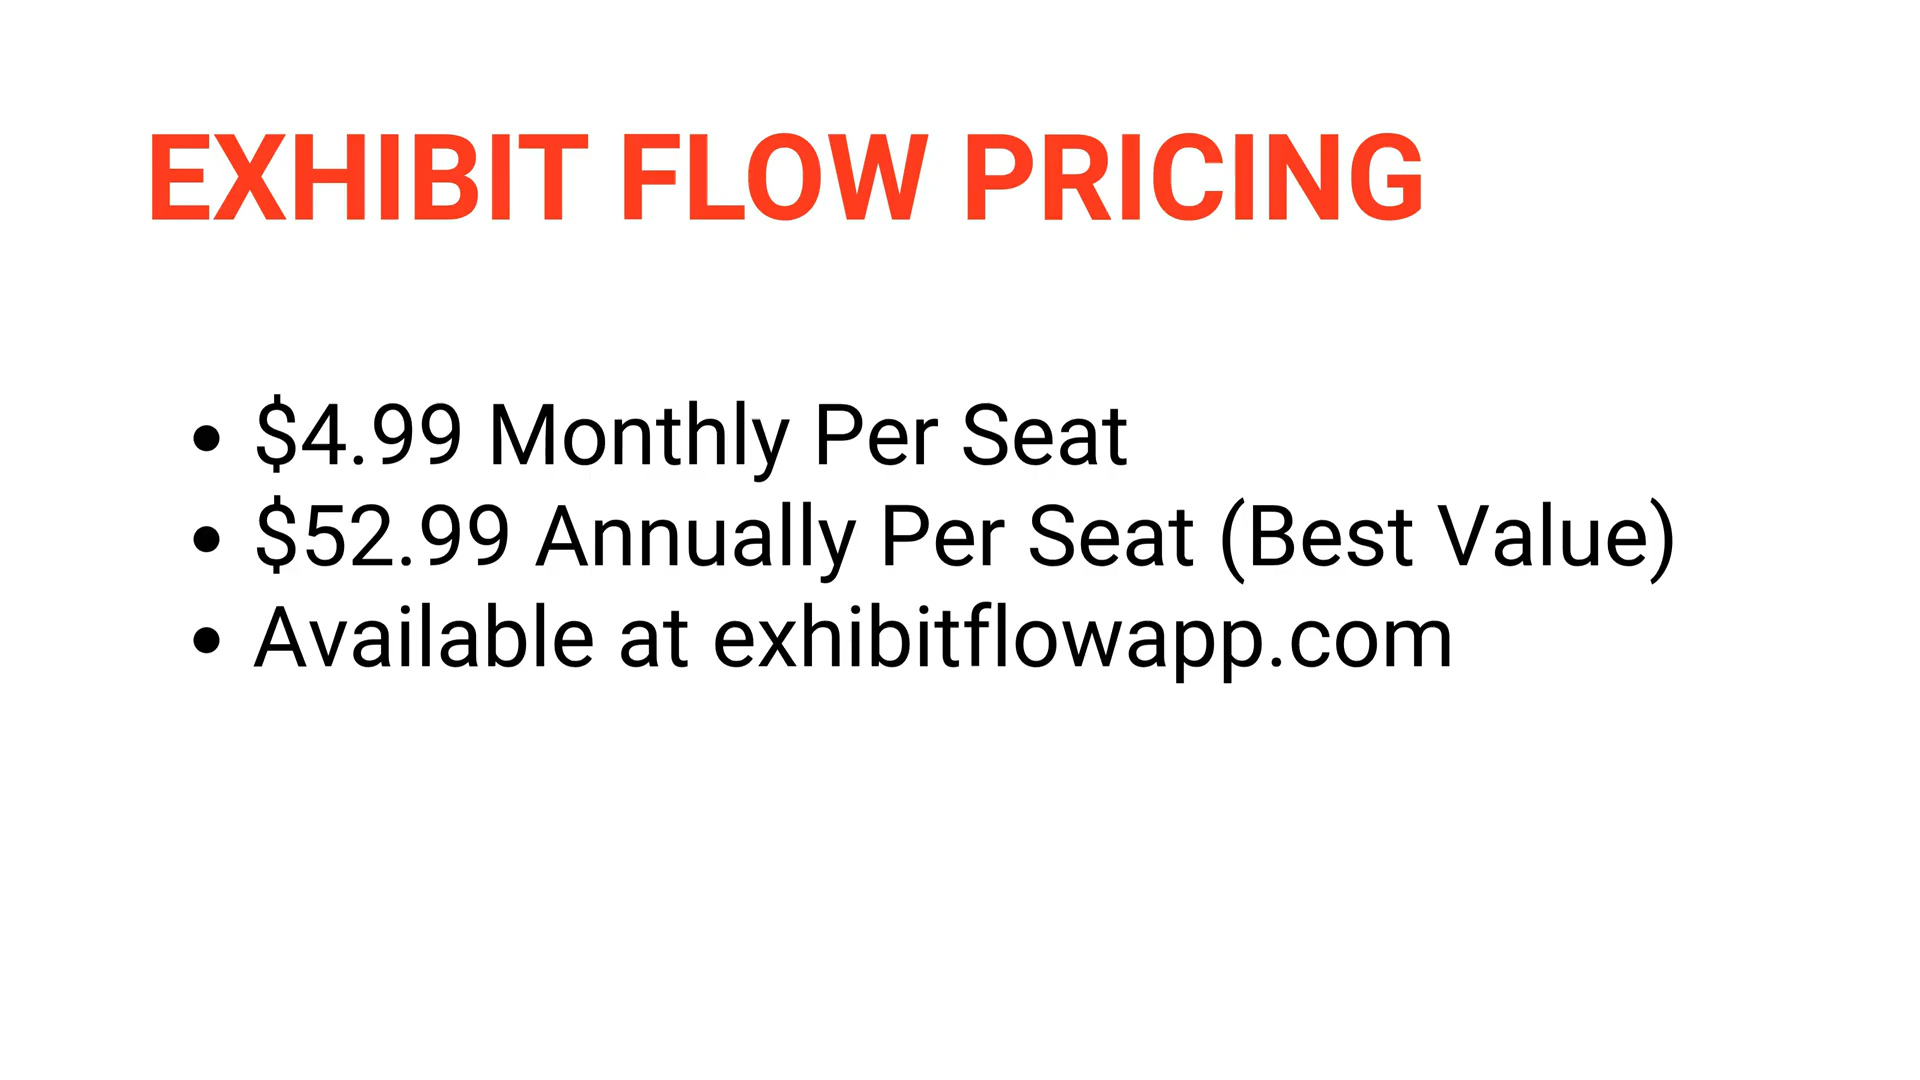 EXHIBIT FLOW PRICING
• $4.99 Monthly Per Seat
• $52.99 Annually Per Seat (Best Value)
• Available at exhibitflowapp.com